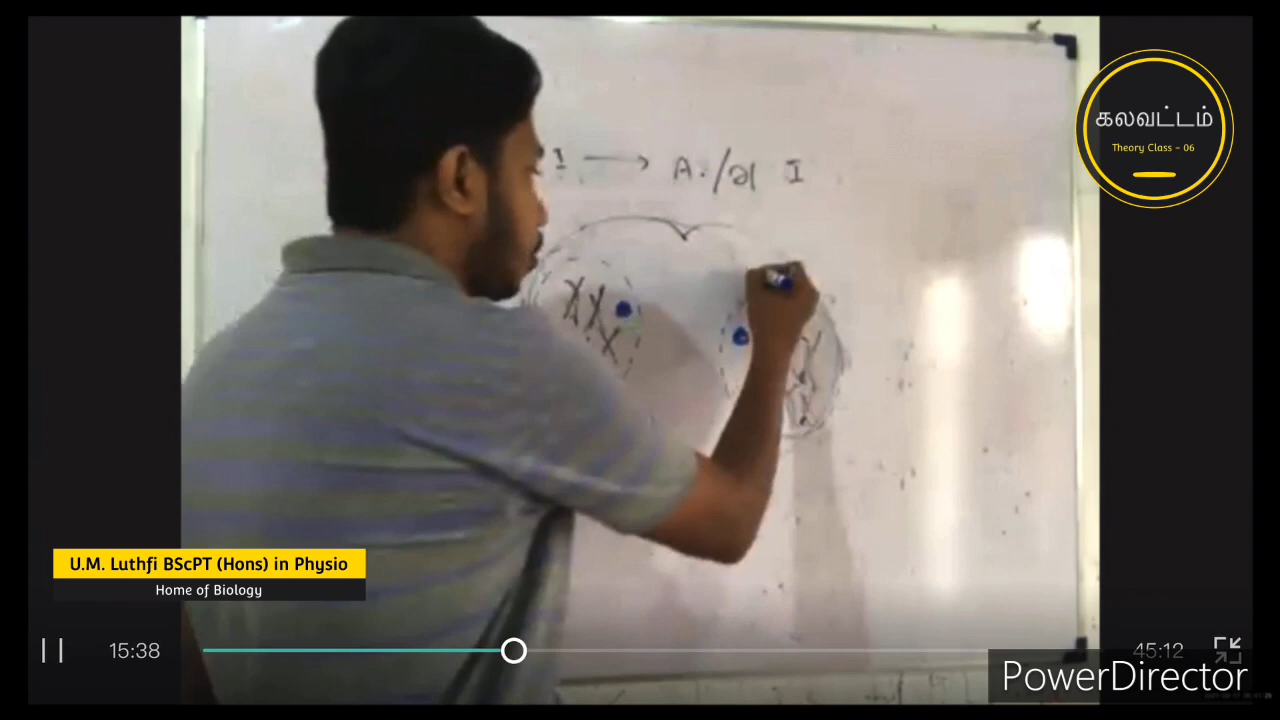 கலவட்டம்
Theory Class - 06
I → A./அ I
U.M. Luthfi BScPT (Hons) in Physio
Home of Biology
15:38
45:12
PowerDirector